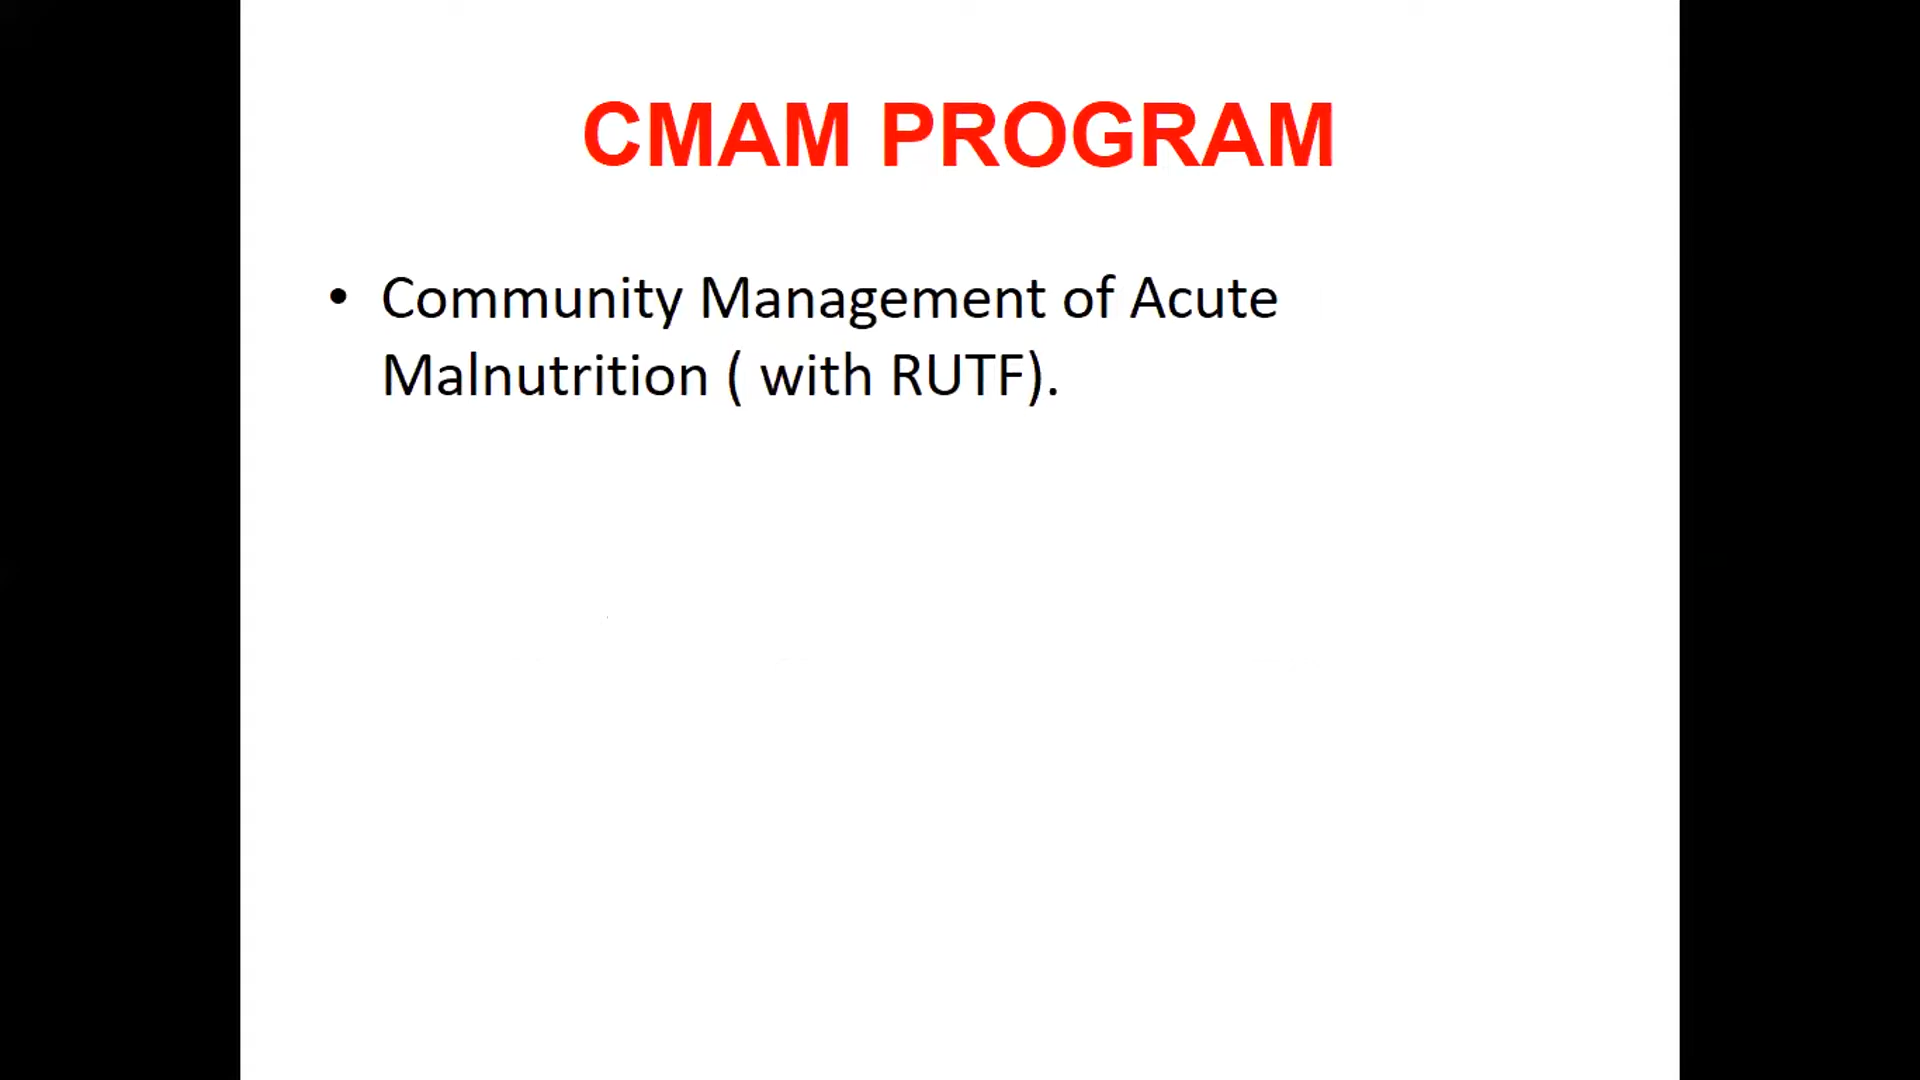 CMAM PROGRAM
• Community Management of Acute
Malnutrition ( with RUTF).